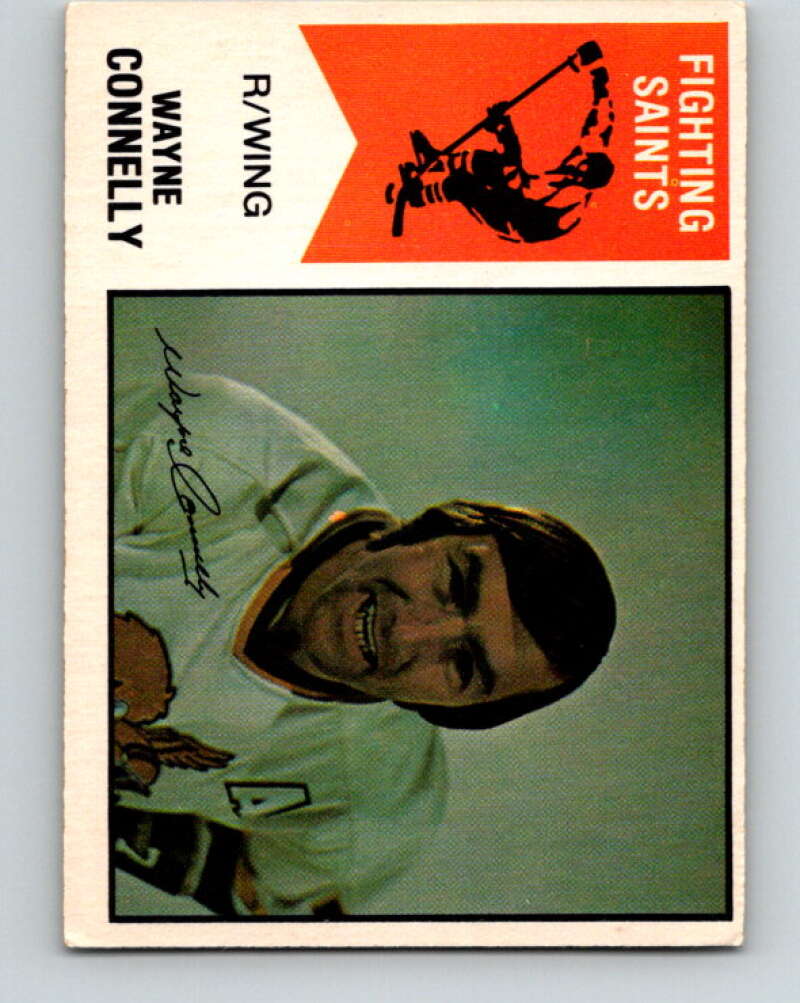 FIGHTING
SAINTS
R/WING
WAYNE
CONNELLY
Wayne Connelly
A